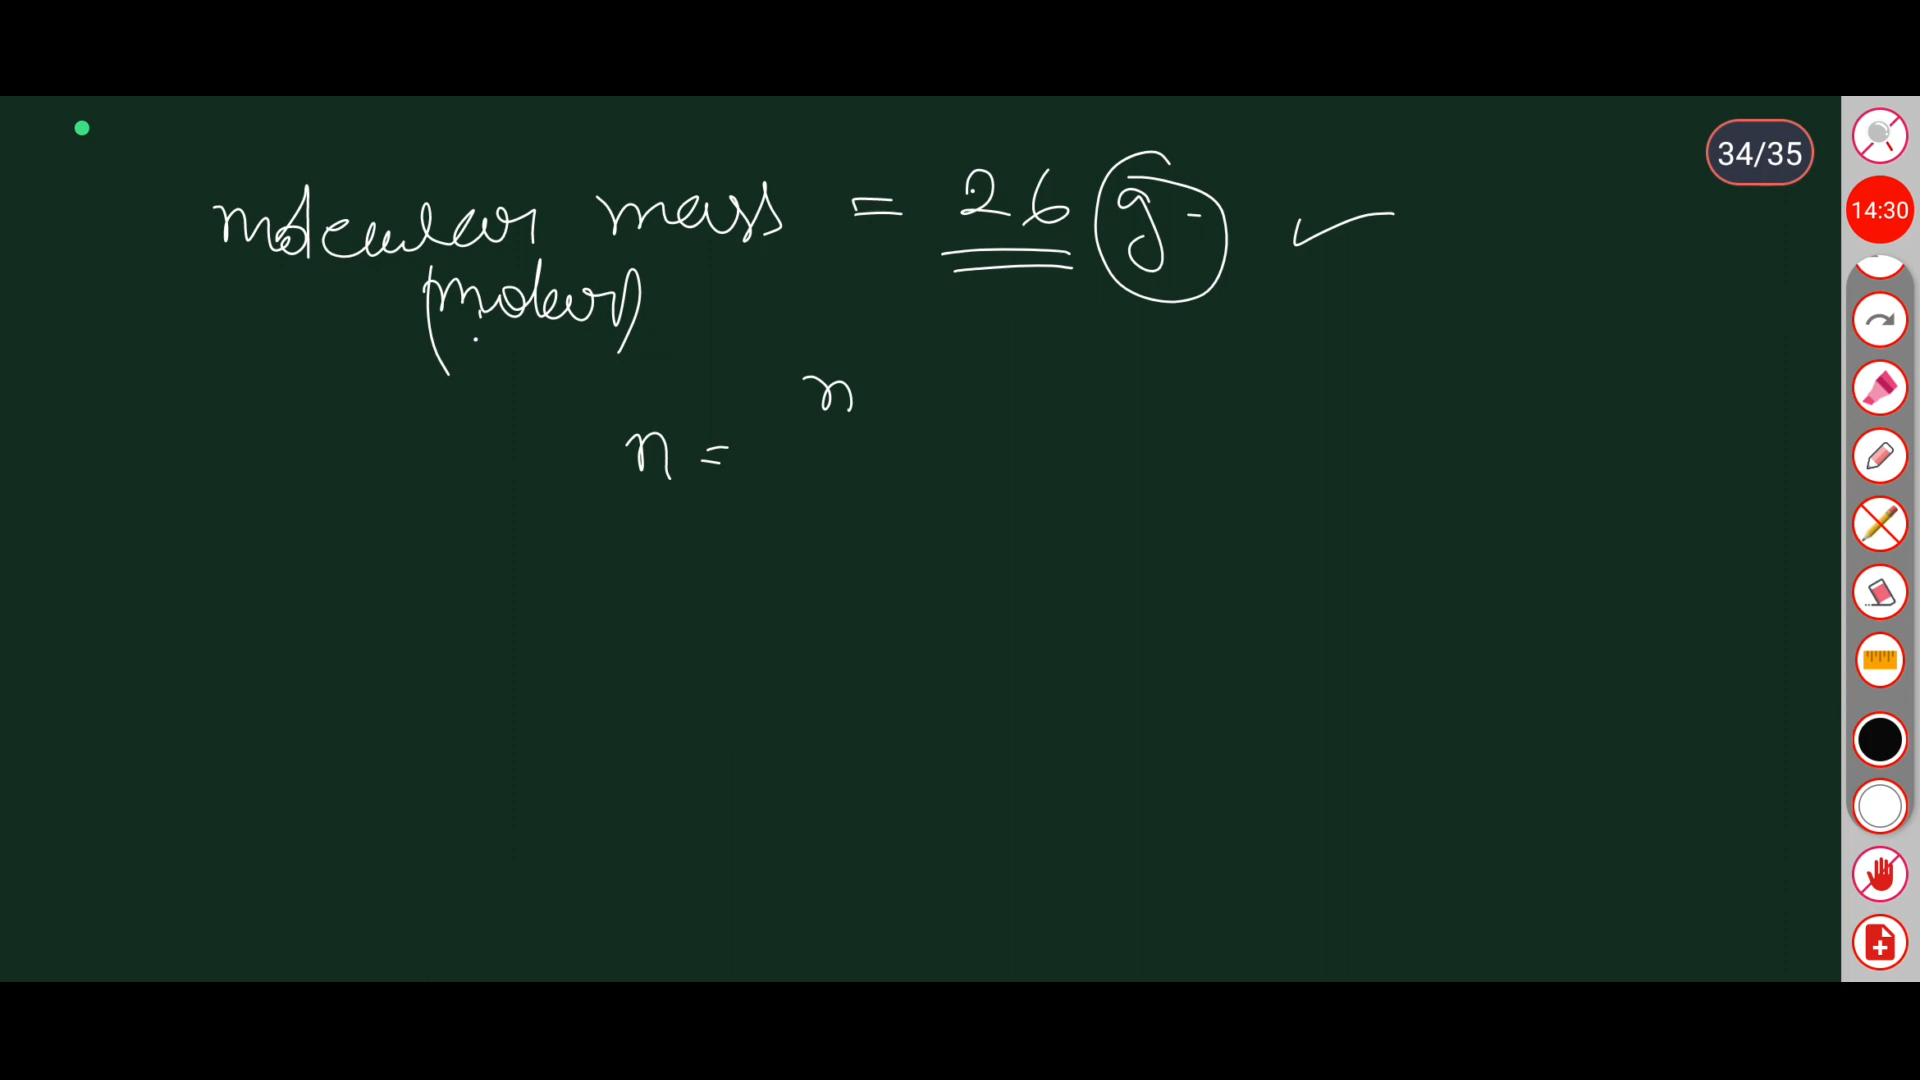 molecular mass = 26 g.
(molar)
n
n =
34/35
14:30